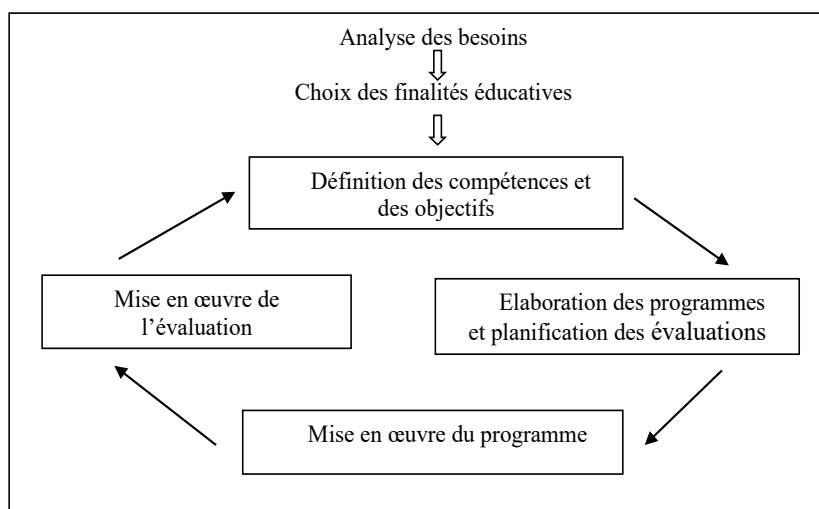 Analyse des besoins
Choix des finalités éducatives
Définition des compétences et
des objectifs
Mise en œuvre de
l’évaluation
Elaboration des programmes
et planification des évaluations
Mise en œuvre du programme